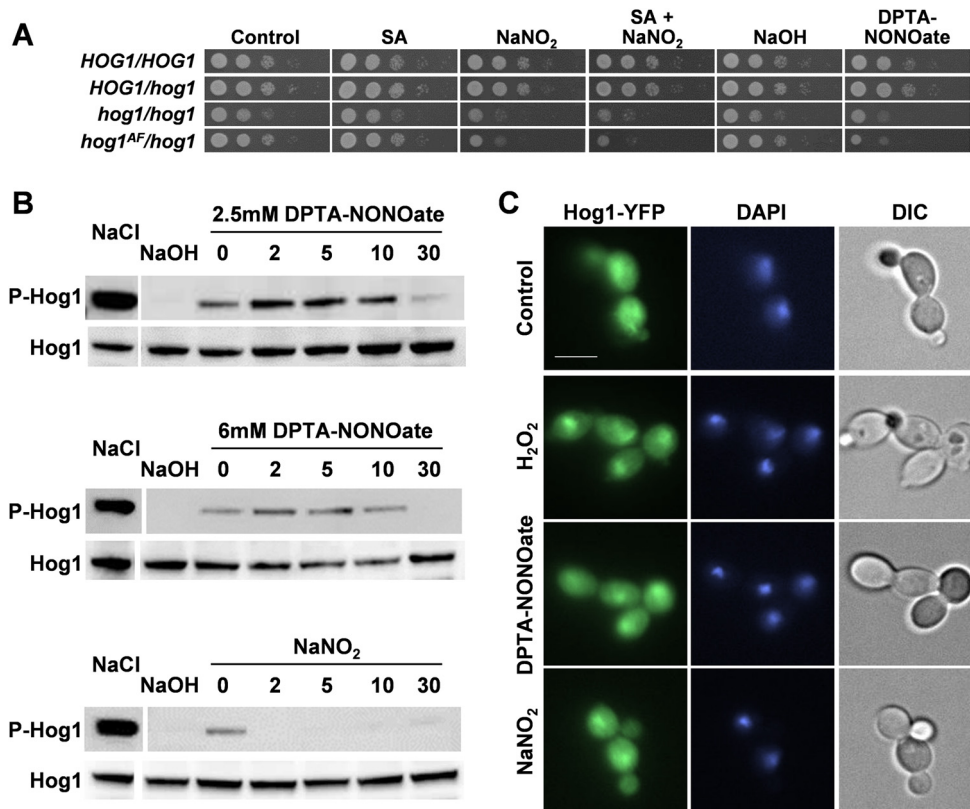 A
Control
SA
NaNO₂
SA +
NaNO₂
NaOH
DPTA-
NONOate
HOG1/HOG1
HOG1/hog1
hog1/hog1
hog1ᴬᶠ/hog1
B
2.5mM DPTA-NONOate
NaCl
NaOH 0 2 5 10 30
P-Hog1
Hog1
6mM DPTA-NONOate
NaCl
NaOH 0 2 5 10 30
P-Hog1
Hog1
NaNO₂
NaCl
NaOH 0 2 5 10 30
P-Hog1
Hog1
C
Hog1-YFP DAPI DIC
Control
H₂O₂
DPTA-NONOate
NaNO₂